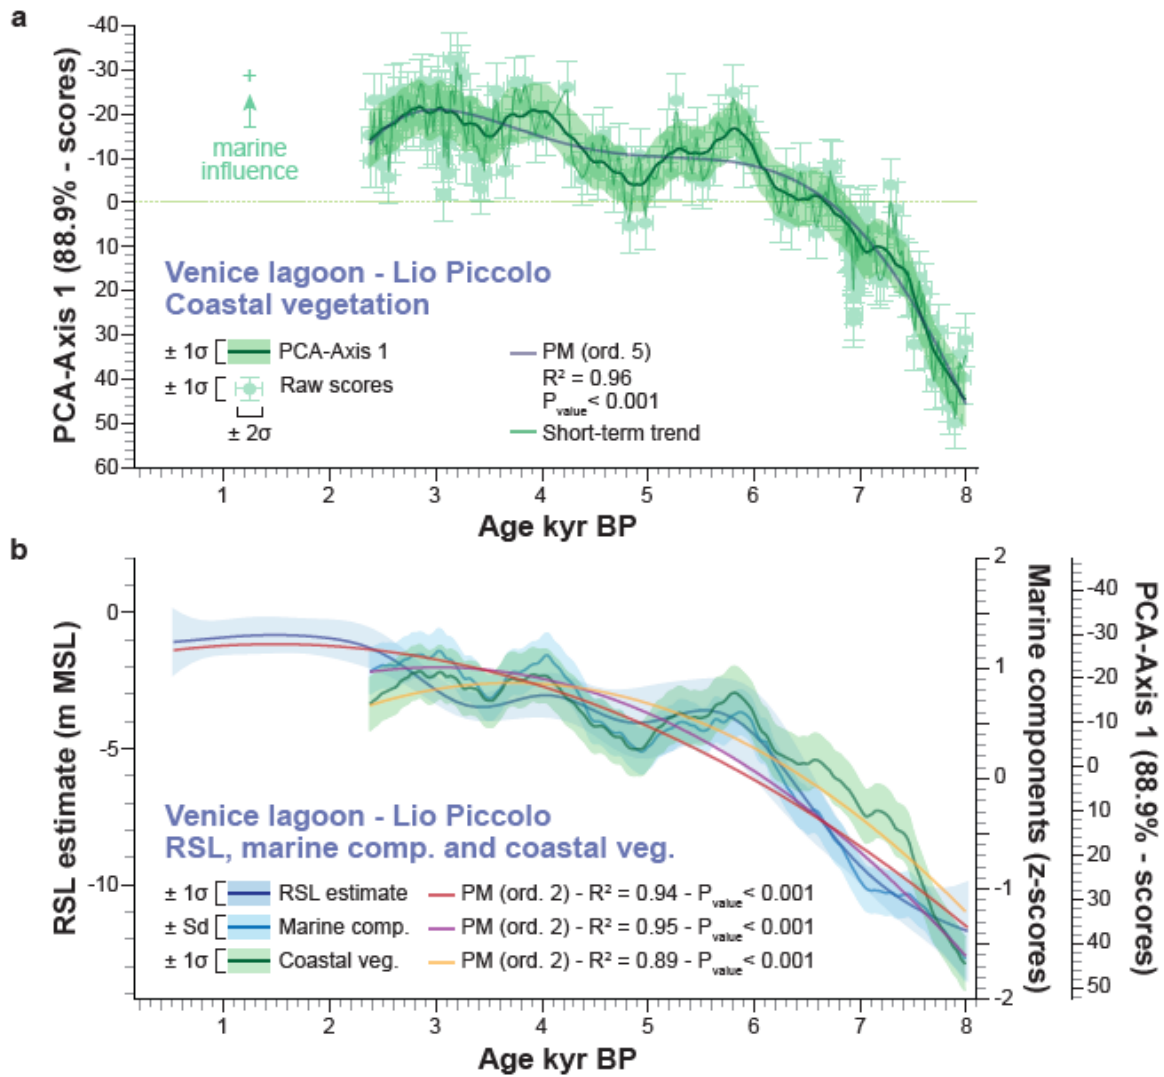 a
-40
-30
-20
-10
0
10
20
30
40
50
60
PCA-Axis 1 (88.9% - scores)
+
marine
influence
Venice lagoon - Lio Piccolo
Coastal vegetation
± 1σ PCA-Axis 1
± 1σ Raw scores
± 2σ
PM (ord. 5)
R² = 0.96
Pvalue < 0.001
Short-term trend
1 2 3 4 5 6 7 8
Age kyr BP
b
0
-5
-10
RSL estimate (m MSL)
2
1
0
-1
-2
Marine components (z-scores)
-40
-30
-20
-10
0
10
20
30
40
50
PCA-Axis 1 (88.9% - scores)
Venice lagoon - Lio Piccolo
RSL, marine comp. and coastal veg.
± 1σ RSL estimate PM (ord. 2) - R² = 0.94 - Pvalue < 0.001
± Sd Marine comp. PM (ord. 2) - R² = 0.95 - Pvalue < 0.001
± 1σ Coastal veg. PM (ord. 2) - R² = 0.89 - Pvalue < 0.001
1 2 3 4 5 6 7 8
Age kyr BP